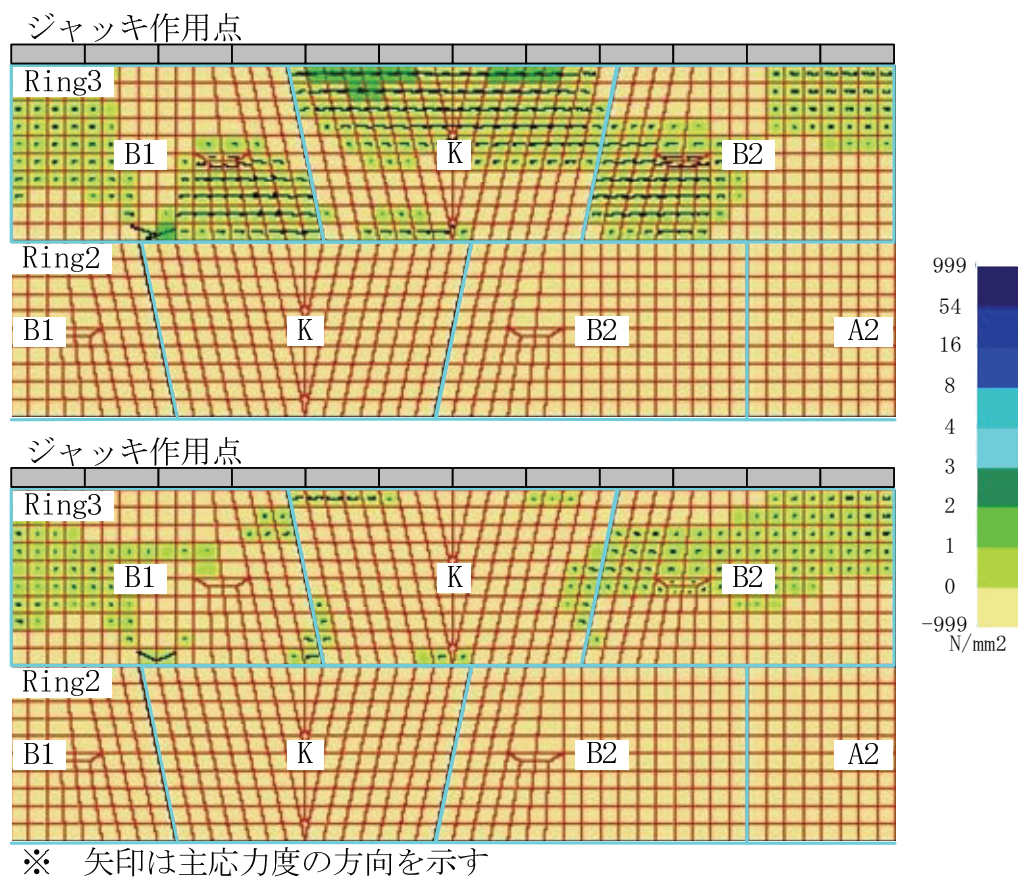 ジャッキ作用点
Ring3
B1
K
B2
Ring2
B1
K
B2
A2
999
54
16
8
4
3
2
1
0
-999
N/mm2
ジャッキ作用点
Ring3
B1
K
B2
Ring2
B1
K
B2
A2
※ 矢印は主応力度の方向を示す